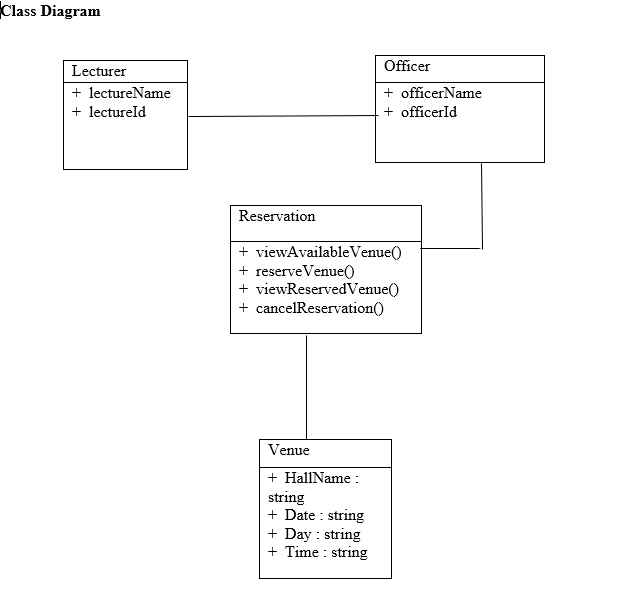 Class Diagram
Lecturer
+ lectureName
+ lectureId
Officer
+ officerName
+ officerId
Reservation
+ viewAvailableVenue()
+ reserveVenue()
+ viewReservedVenue()
+ cancelReservation()
Venue
+ HallName :
string
+ Date : string
+ Day : string
+ Time : string